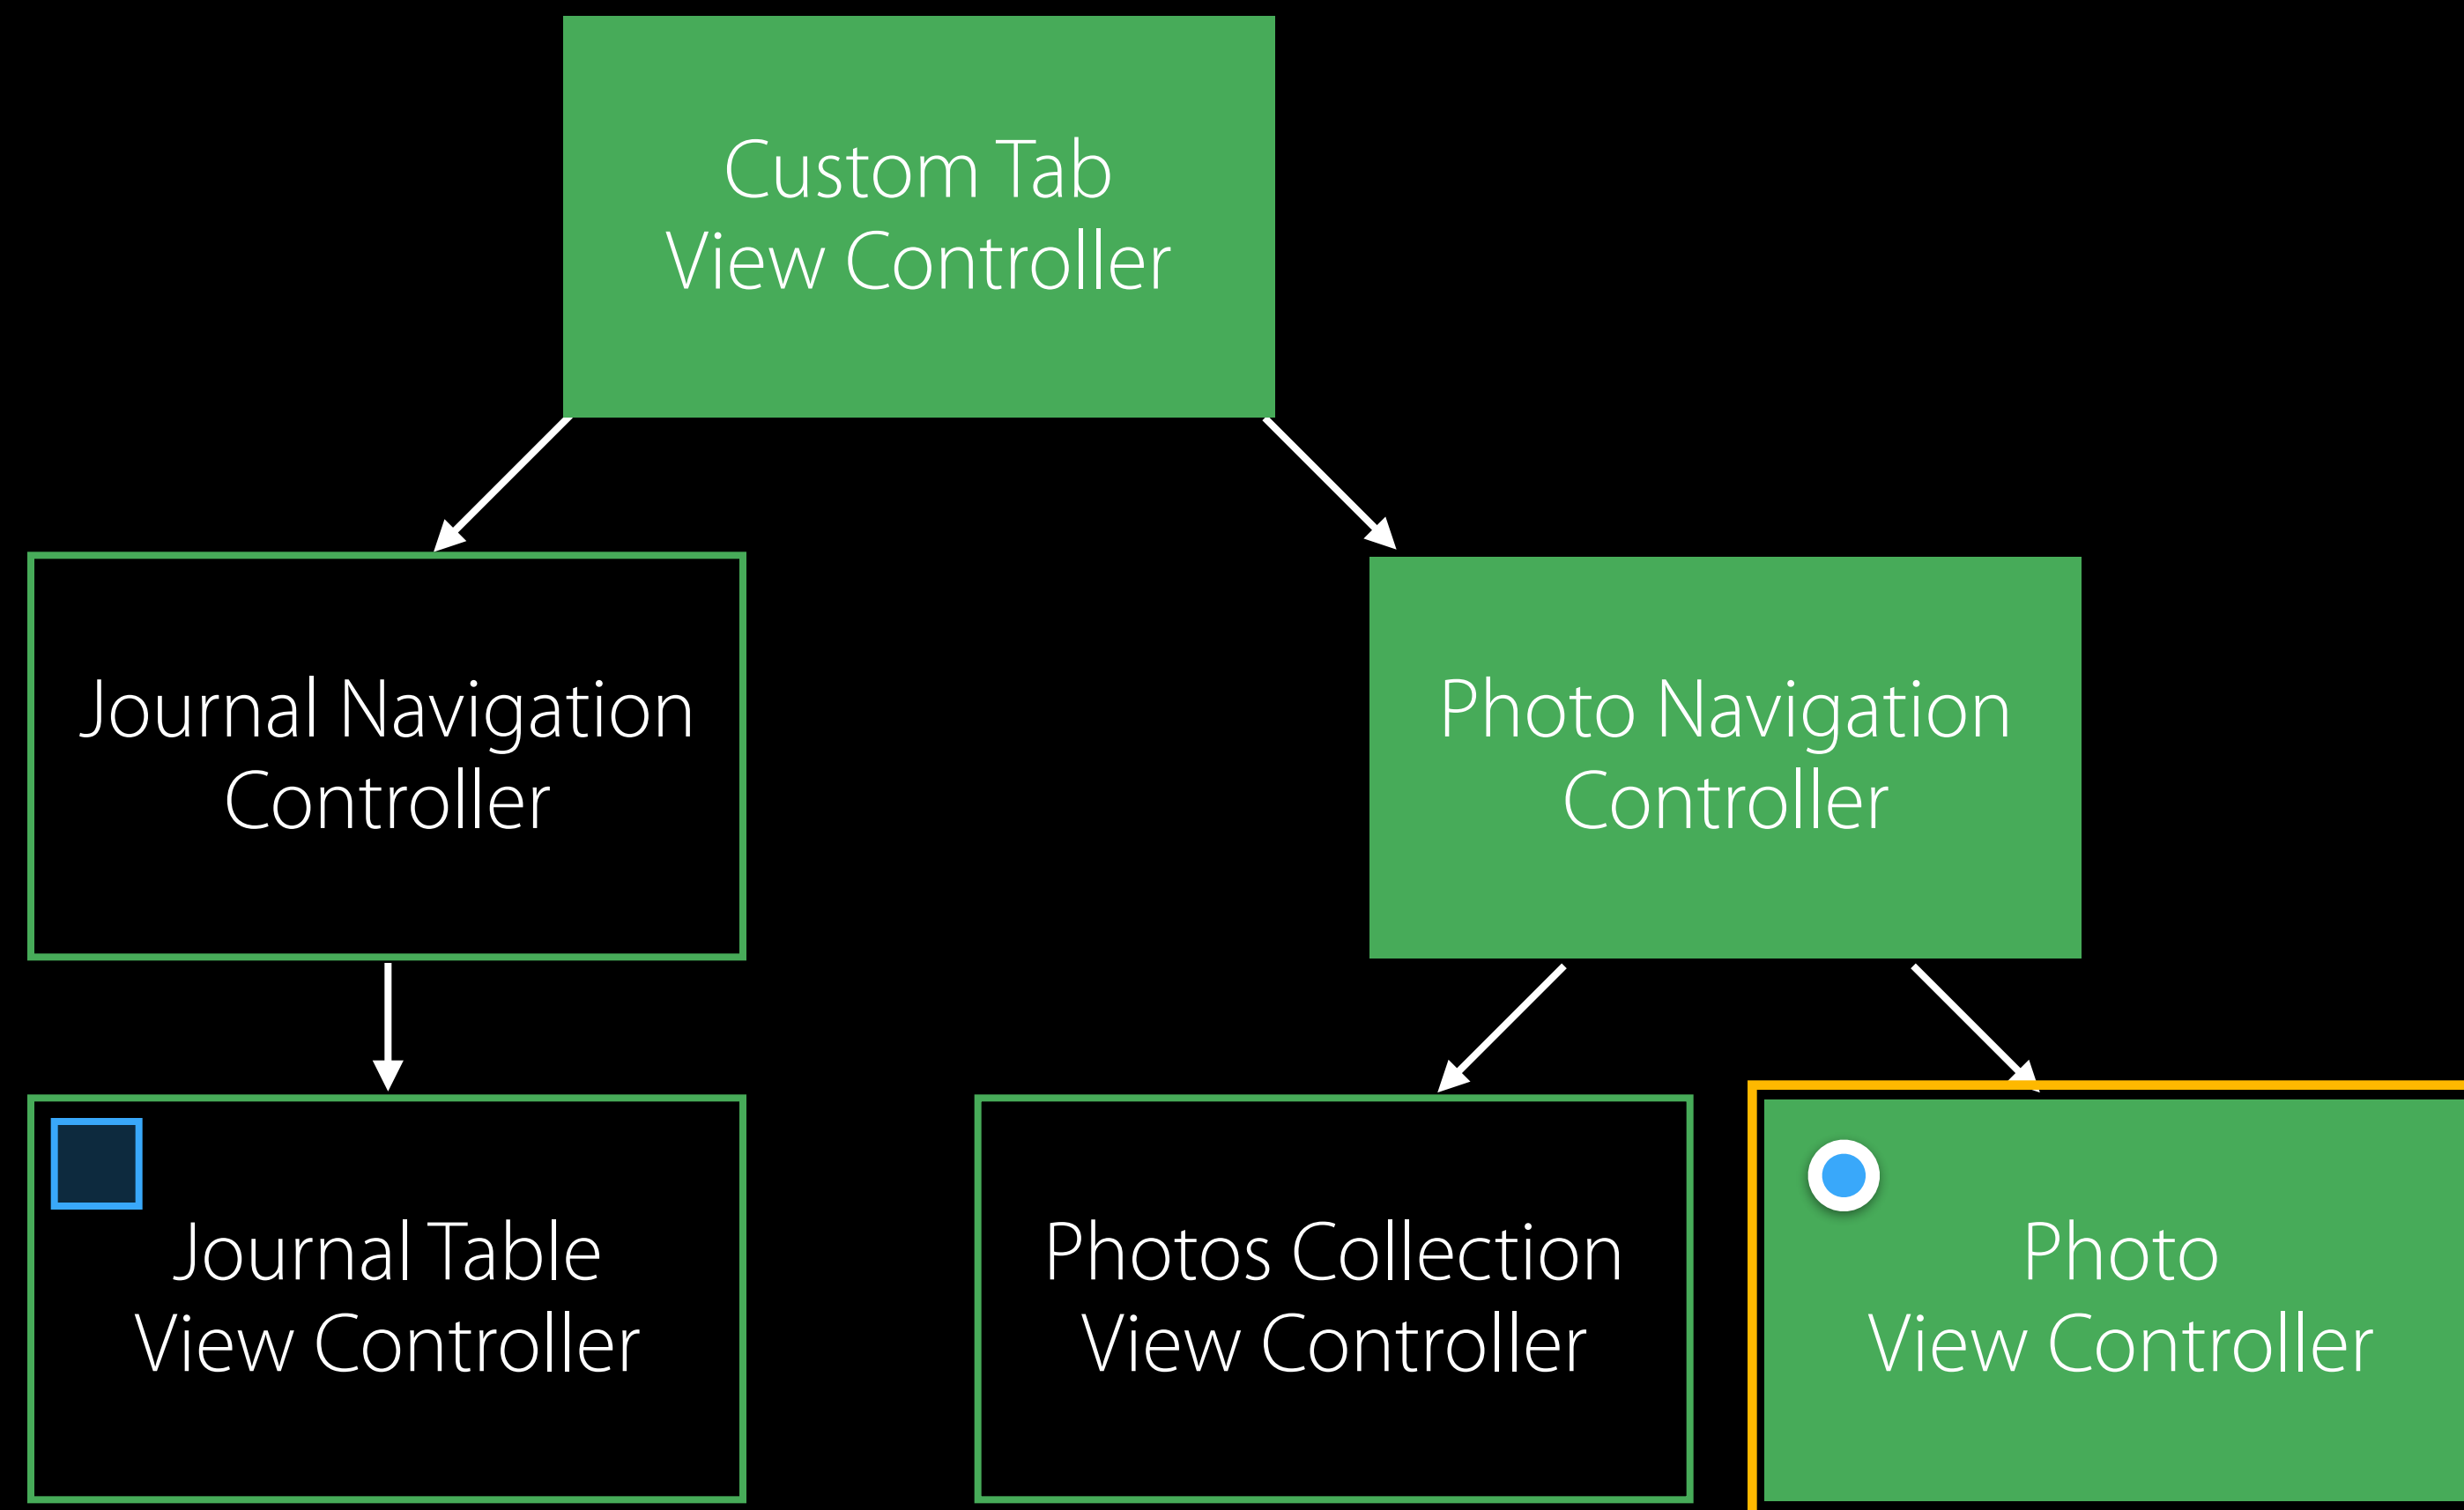 Custom Tab
View Controller
Journal Navigation
Controller
Photo Navigation
Controller
Journal Table
View Controller
Photos Collection
View Controller
Photo
View Controller